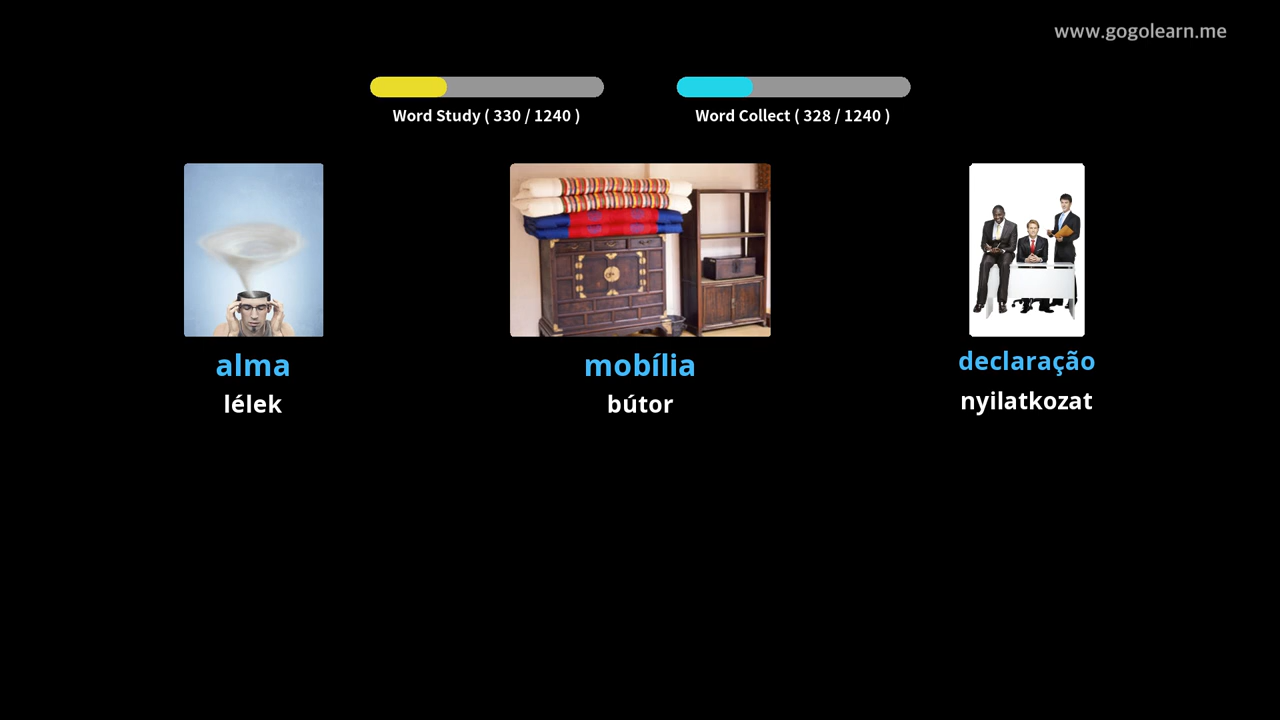 www.gogolearn.me
Word Study ( 330 / 1240 )
Word Collect ( 328 / 1240 )
alma
lélek
mobília
bútor
declaração
nyilatkozat